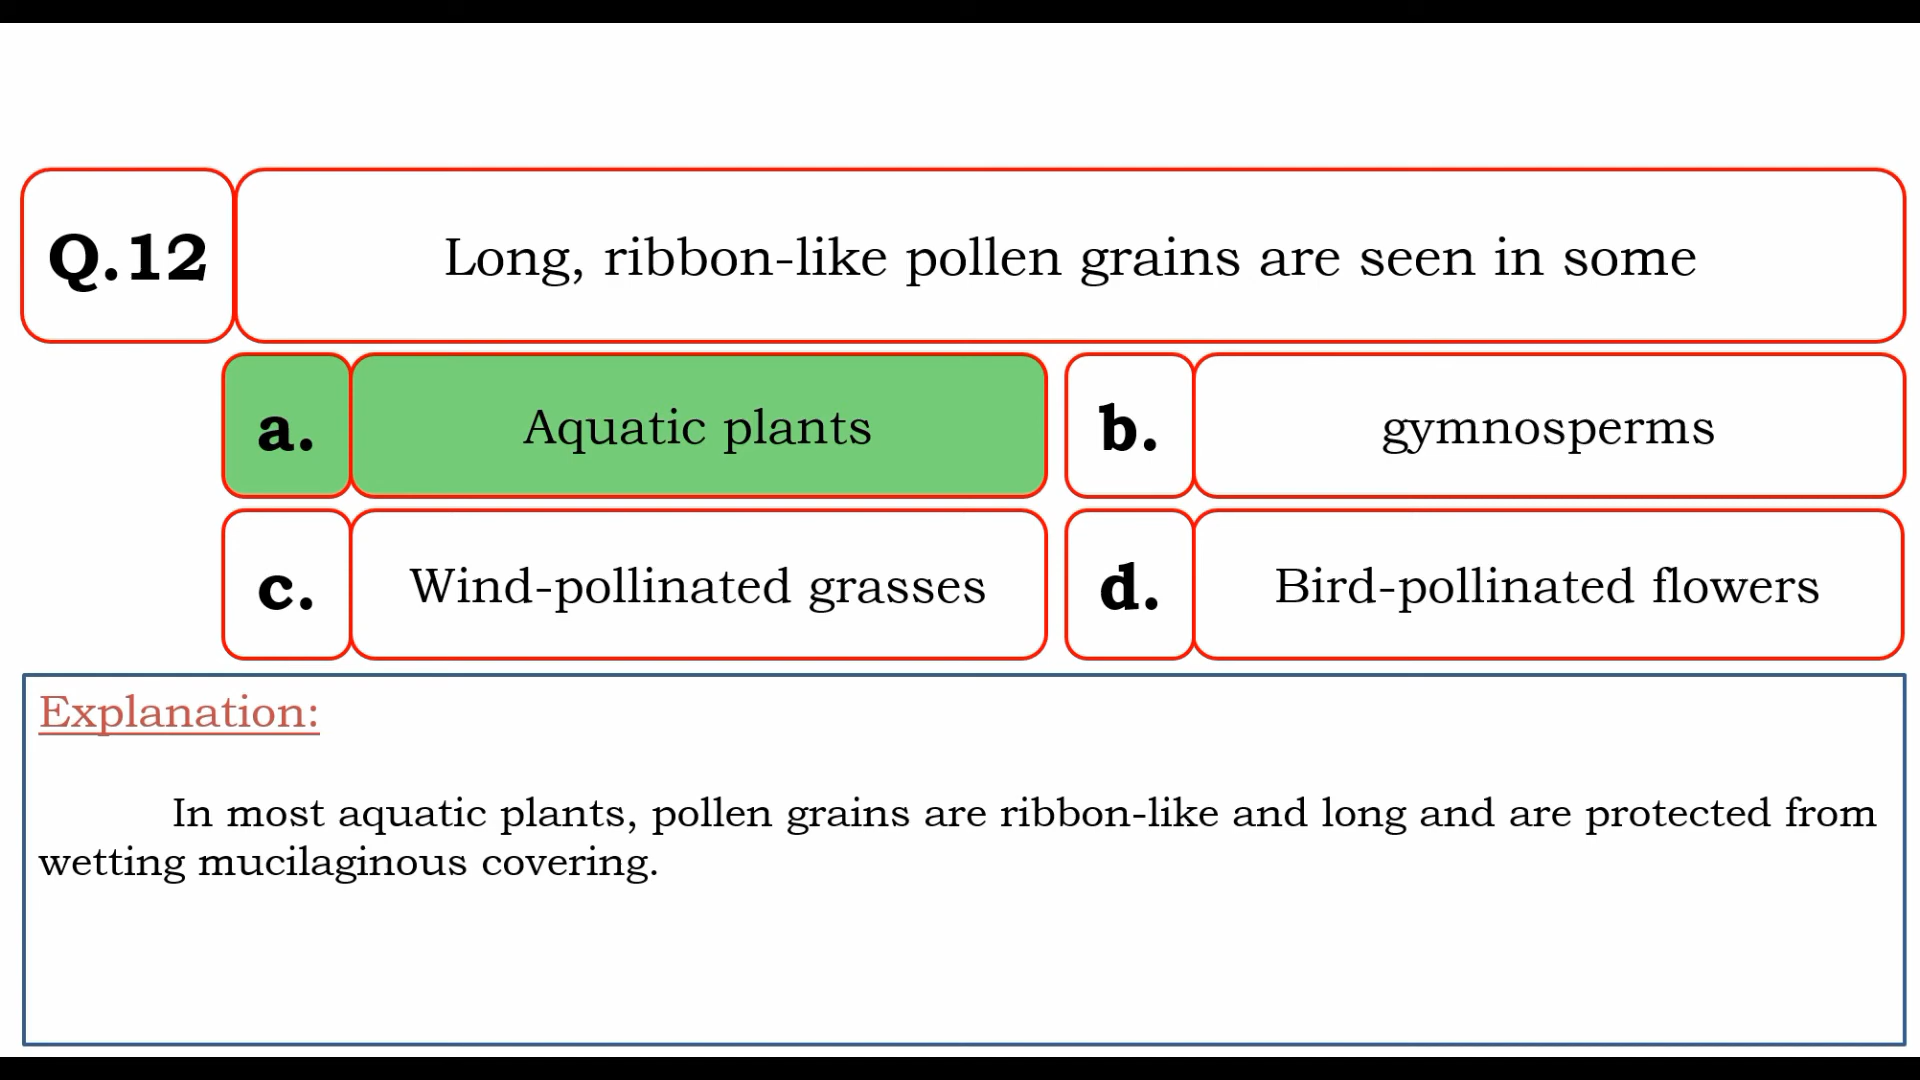 Q.12 Long, ribbon-like pollen grains are seen in some
a. Aquatic plants
b. gymnosperms
c. Wind-pollinated grasses
d. Bird-pollinated flowers
Explanation:
In most aquatic plants, pollen grains are ribbon-like and long and are protected from
wetting mucilaginous covering.